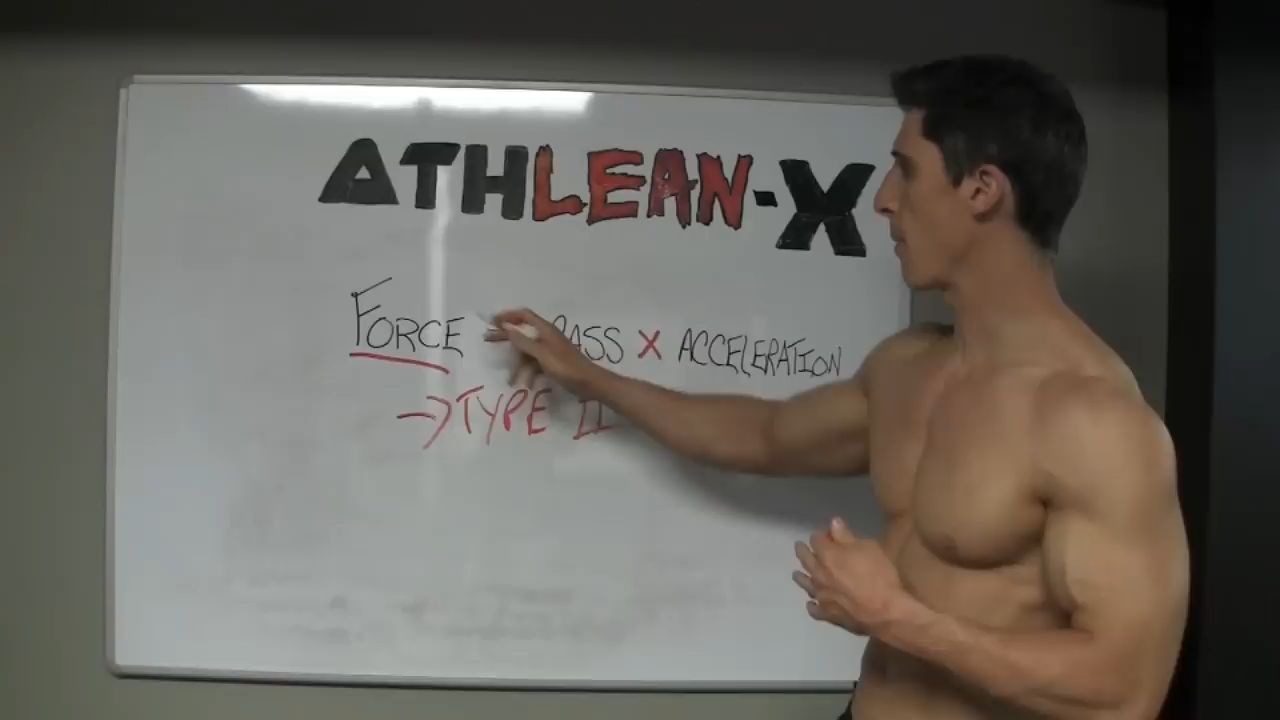 ATHLEAN-X
FORCE = X ACCELERATION
→TYPE II